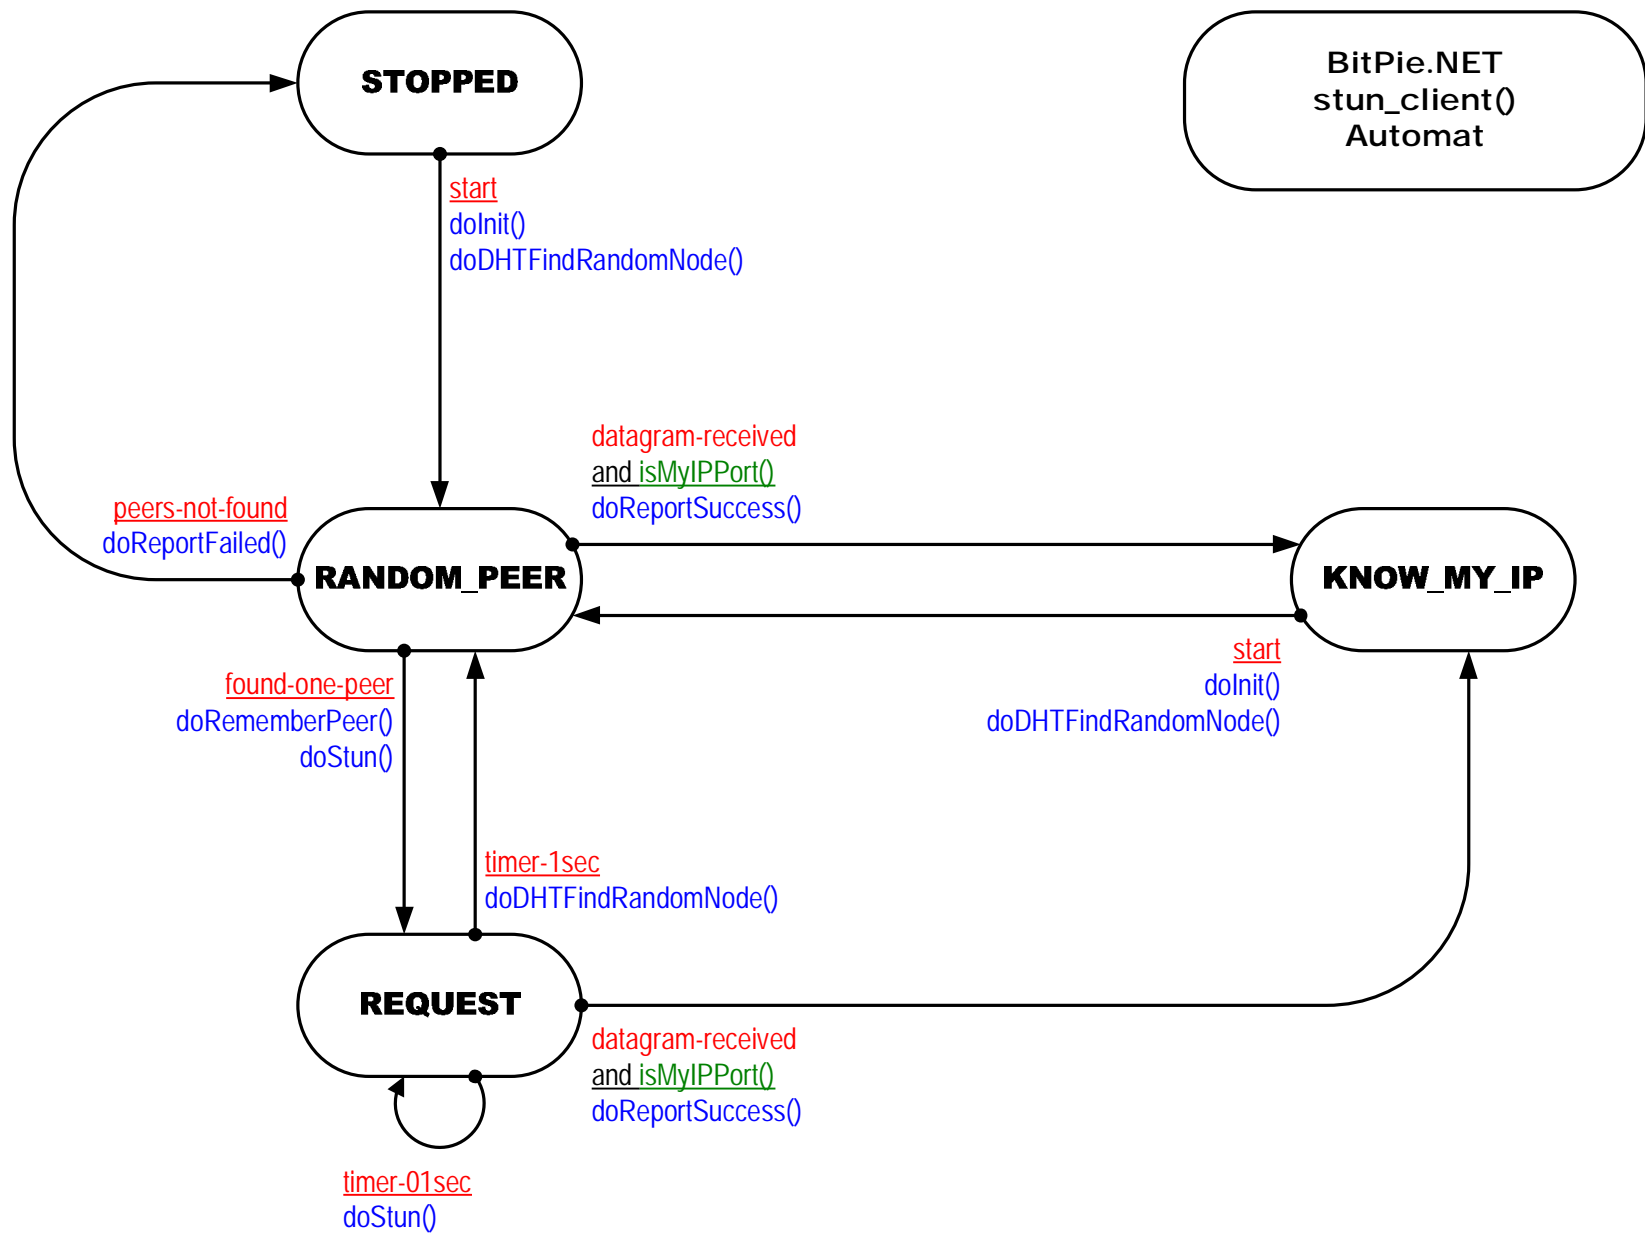 STOPPED
BitPie.NET
stun_client()
Automat
start
doInit()
doDHTFindRandomNode()
datagram-received
and isMyIPPort()
doReportSuccess()
peers-not-found
doReportFailed()
RANDOM_PEER
KNOW_MY_IP
start
doInit()
doDHTFindRandomNode()
found-one-peer
doRememberPeer()
doStun()
timer-1sec
doDHTFindRandomNode()
REQUEST
datagram-received
and isMyIPPort()
doReportSuccess()
timer-01sec
doStun()